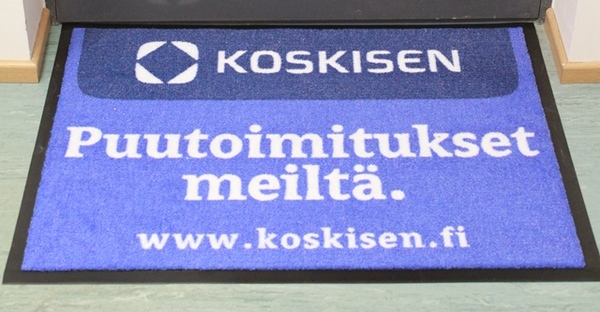 KOSKISEN
Puutoimitukset
meiltä.
www.koskisen.fi